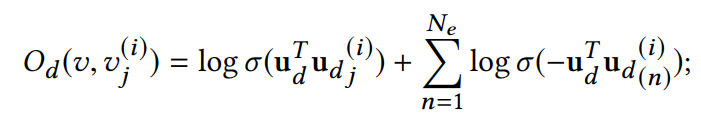 $O_d(v, v_j^{(i)}) = \log \sigma(\mathbf{u}_d^T \mathbf{u}_{d_j}^{(i)}) + \sum_{n=1}^{N_e} \log \sigma(-\mathbf{u}_d^T \mathbf{u}_{d_{(n)}}^{(i)});$